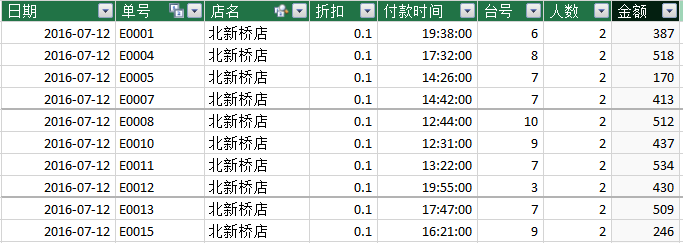 日期 单号 店名 折扣 付款时间 台号 人数 金额
2016-07-12 E0001 北新桥店 0.1 19:38:00 6 2 387
2016-07-12 E0004 北新桥店 0.1 17:32:00 8 2 518
2016-07-12 E0005 北新桥店 0.1 14:26:00 7 2 170
2016-07-12 E0007 北新桥店 0.1 14:42:00 7 2 413
2016-07-12 E0008 北新桥店 0.1 12:44:00 10 2 512
2016-07-12 E0010 北新桥店 0.1 12:31:00 9 2 437
2016-07-12 E0011 北新桥店 0.1 13:22:00 7 2 534
2016-07-12 E0012 北新桥店 0.1 19:55:00 3 2 430
2016-07-12 E0013 北新桥店 0.1 17:47:00 7 2 509
2016-07-12 E0015 北新桥店 0.1 16:21:00 9 2 246